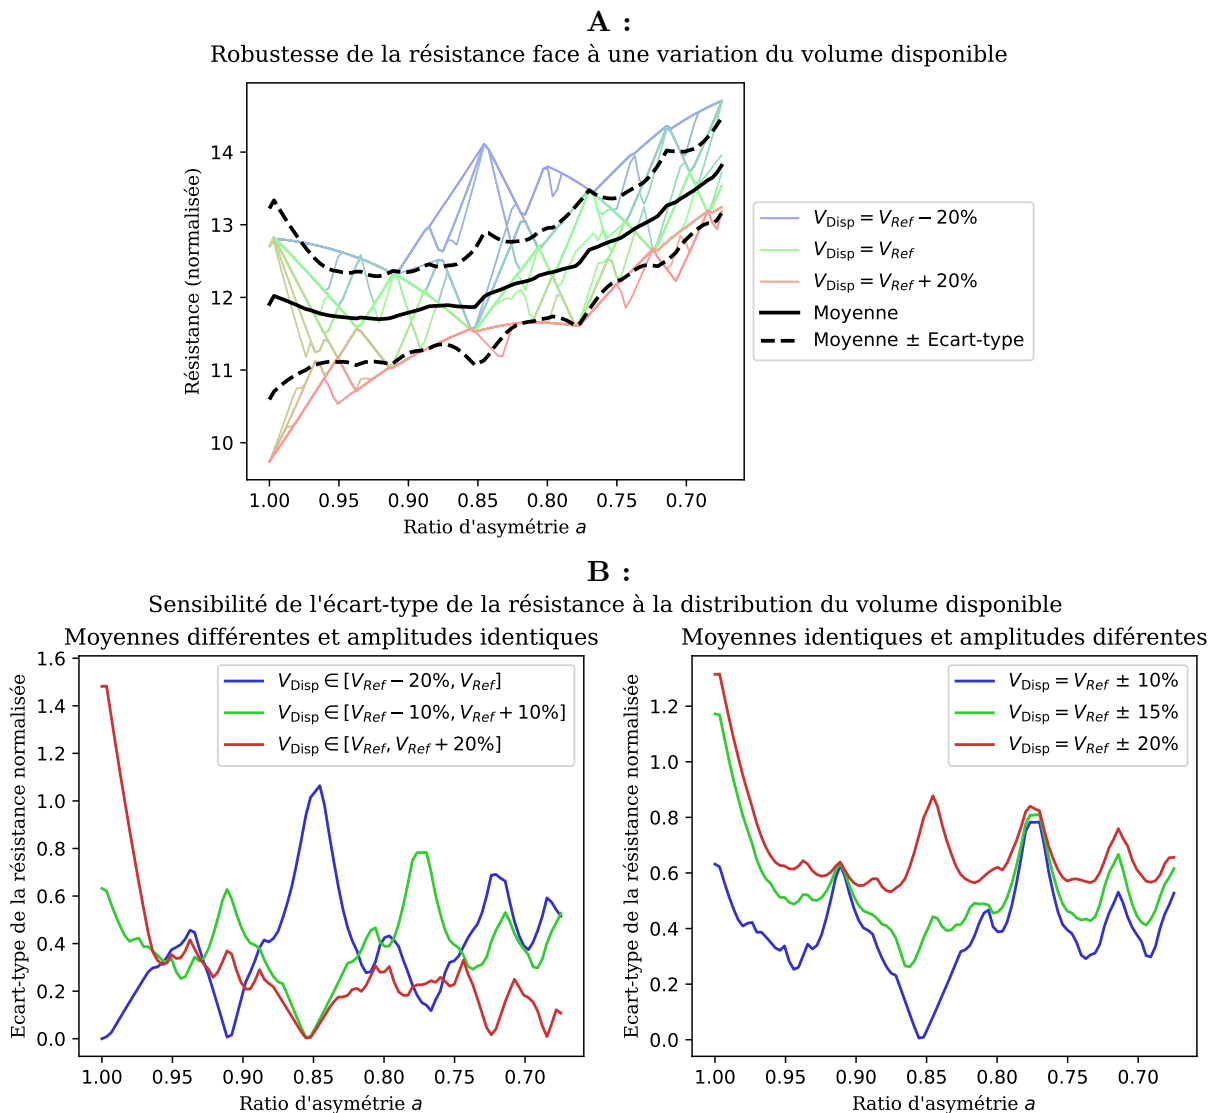 A :
Robustesse de la résistance face à une variation du volume disponible
Résistance (normalisée)
14
13
12
11
10
1.00 0.95 0.90 0.85 0.80 0.75 0.70
Ratio d'asymétrie a
V_Disp = V_Ref − 20%
V_Disp = V_Ref
V_Disp = V_Ref + 20%
Moyenne
Moyenne ± Ecart-type
B :
Sensibilité de l'écart-type de la résistance à la distribution du volume disponible
Moyennes différentes et amplitudes identiques
Ecart-type de la résistance normalisée
1.6
1.4
1.2
1.0
0.8
0.6
0.4
0.2
0.0
V_Disp ∈ [V_Ref − 20%, V_Ref]
V_Disp ∈ [V_Ref − 10%, V_Ref + 10%]
V_Disp ∈ [V_Ref, V_Ref + 20%]
1.00 0.95 0.90 0.85 0.80 0.75 0.70
Ratio d'asymétrie a
Moyennes identiques et amplitudes diférentes
Ecart-type de la résistance normalisée
1.2
1.0
0.8
0.6
0.4
0.2
0.0
V_Disp = V_Ref ± 10%
V_Disp = V_Ref ± 15%
V_Disp = V_Ref ± 20%
1.00 0.95 0.90 0.85 0.80 0.75 0.70
Ratio d'asymétrie a